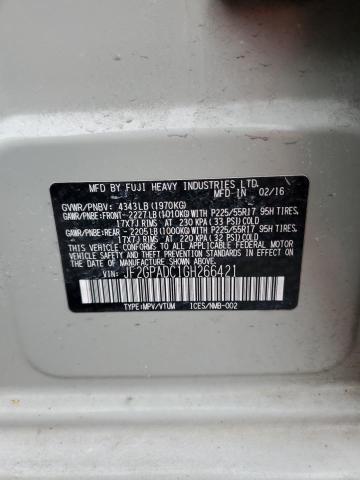 MFD BY FUJI HEAVY INDUSTRIES LTD.
MFD IN 02/16
GVWR/PNBV: 4343LB (1970KG)
GAWR/PNBE:FRONT-2227LB (1010KG) WITH P225/55R17 95H TIRES,
17X7J RIMS AT 230 KPA (33 PSI) COLD
GAWR/PNBE:REAR -2205LB (1000KG) WITH P225/55R17 95H TIRES,
17X7J RIMS AT 220 KPA (32 PSI) COLD
THIS VEHICLE CONFORMS TO ALL APPLICABLE
FEDERAL MOTOR VEHICLE SAFETY STANDARDS
IN EFFECT ON THE DATE OF MANUFACTURE SHOWN ABOVE.
VIN: JF2GPADC1GH266421
TYPE:MPV/VTUM ICES/NMB-002